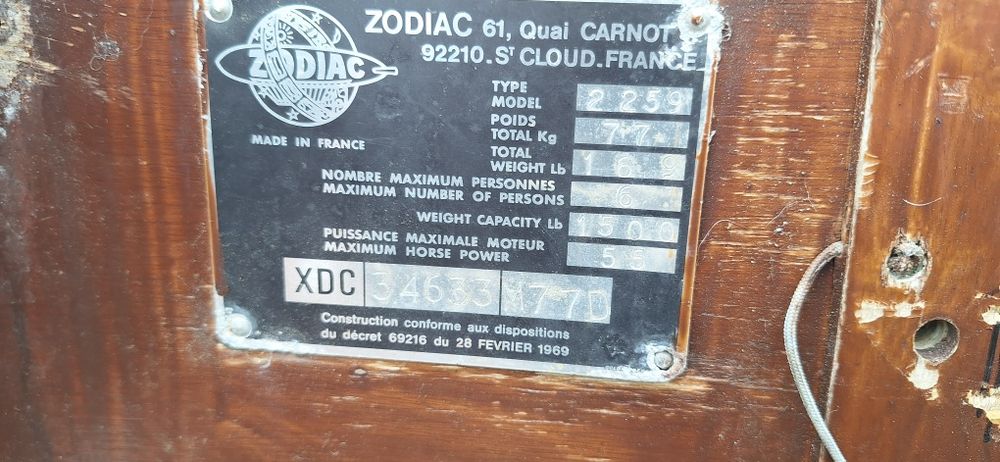 ZODIAC 61, Quai CARNOT
92210.Sᵀ CLOUD.FRANCE
ZODIAC
MADE IN FRANCE
TYPE
MODEL 2259
POIDS
TOTAL Kg 77
TOTAL
WEIGHT Lb 169
NOMBRE MAXIMUM PERSONNES
MAXIMUM NUMBER OF PERSONS 6
WEIGHT CAPACITY Lb 1500
PUISSANCE MAXIMALE MOTEUR
MAXIMUM HORSE POWER 55
XDC 34633 M77D
Construction conforme aux dispositions
du décret 69216 du 28 FEVRIER 1969